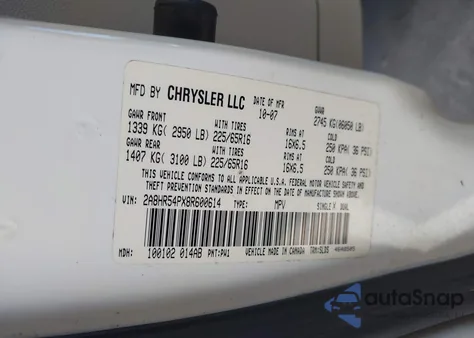 MFD BY CHRYSLER LLC DATE OF MFR GVWR
10-07 2745 KG(06050 LB)
GAWR FRONT WITH TIRES RIMS AT COLD
1339 KG( 2950 LB) 225/65R16 16X6.5 250 KPA( 36 PSI)
GAWR REAR WITH TIRES RIMS AT COLD
1407 KG( 3100 LB) 225/65R16 16X6.5 250 KPA( 36 PSI)
THIS VEHICLE CONFORMS TO ALL APPLICABLE U.S.A. FEDERAL MOTOR VEHICLE SAFETY AND
THEFT PREVENTION STANDARDS IN EFFECT ON THE DATE OF MANUFACTURE SHOWN ABOVE.
VIN: 2A8HR54PX8R600614 TYPE: MPV SINGLE X DUAL
MDH: 100102 014AB PNT: PW1 VEHICLE MADE IN CANADA TRM:SLD5
autoSnap